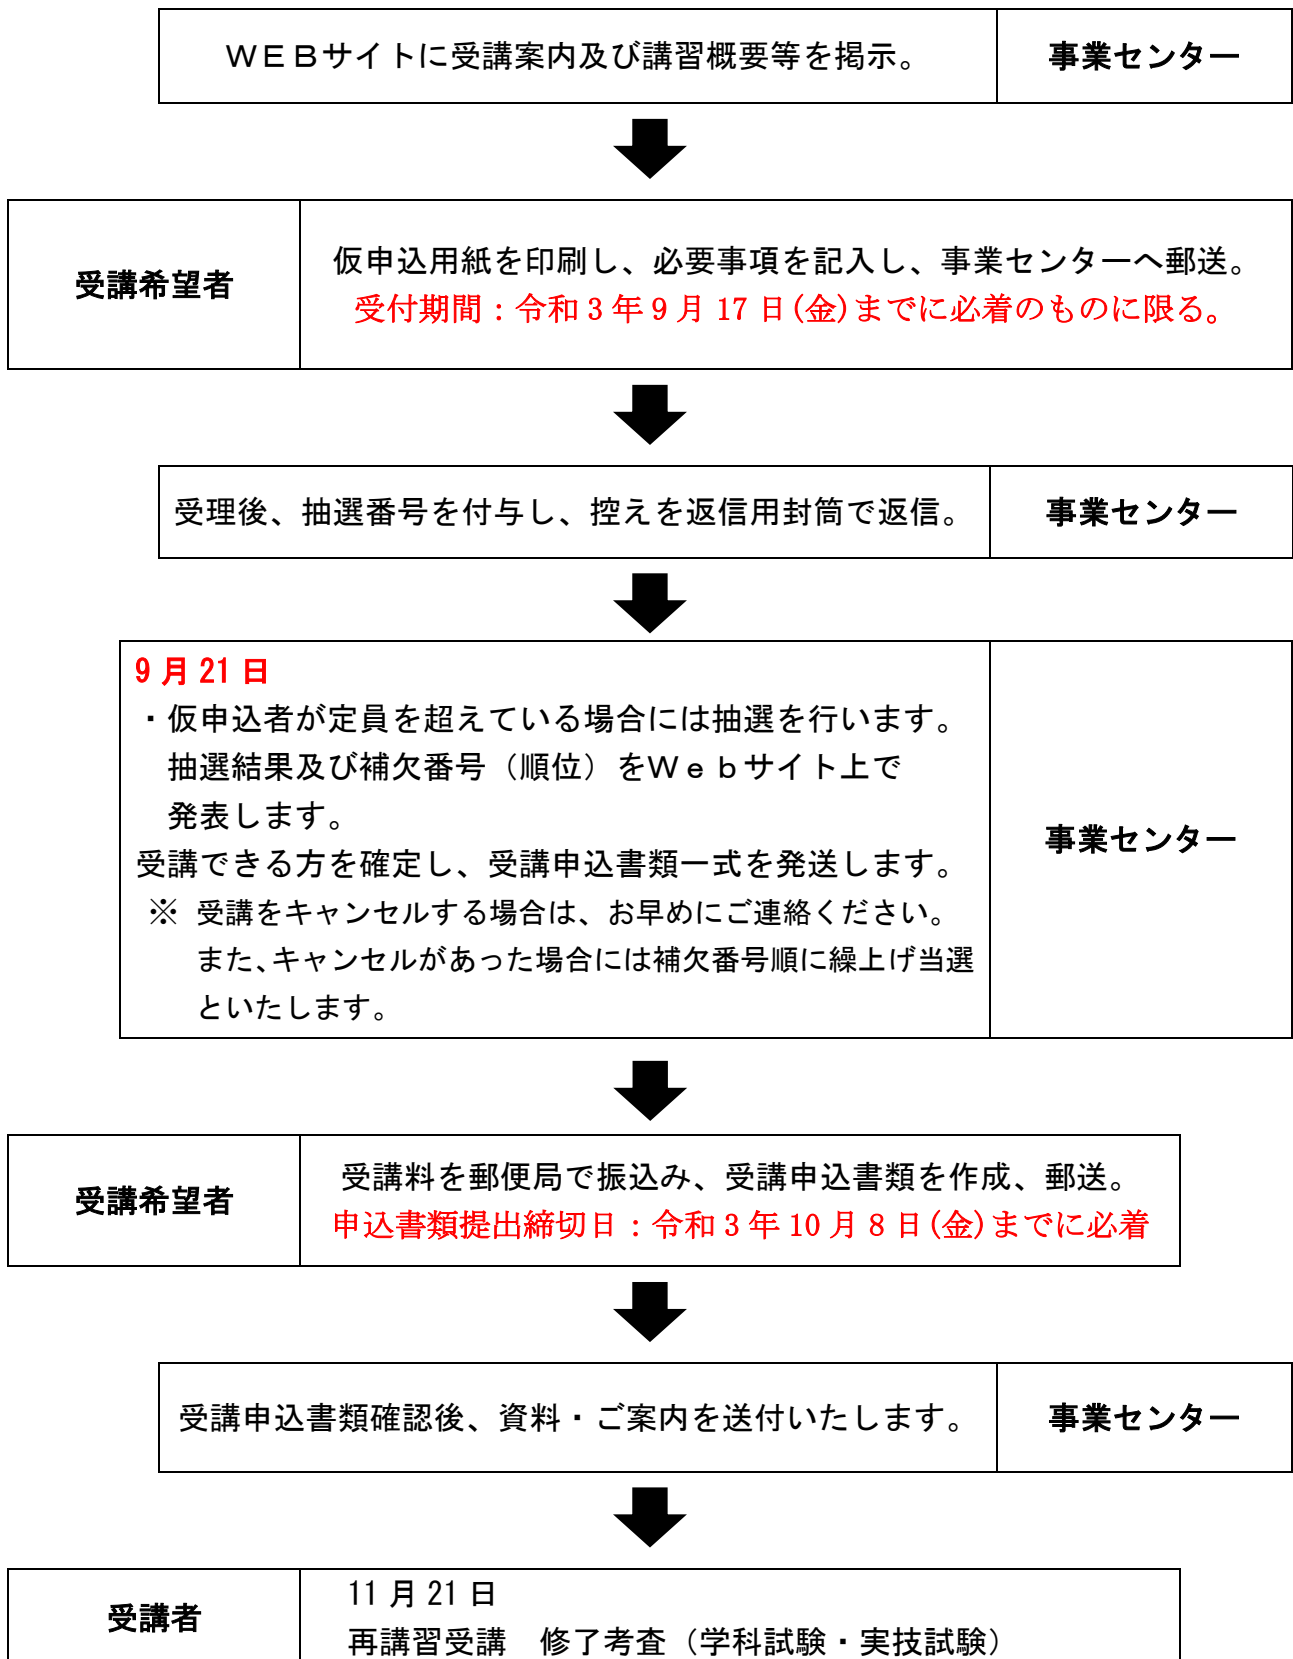 ＷＥＢサイトに受講案内及び講習概要等を掲示。
事業センター
受講希望者
仮申込用紙を印刷し、必要事項を記入し、事業センターへ郵送。
受付期間：令和３年９月17日(金)までに必着のものに限る。
受理後、抽選番号を付与し、控えを返信用封筒で返信。
事業センター
9月21日
・仮申込者が定員を超えている場合には抽選を行います。
抽選結果及び補欠番号（順位）をＷｅｂサイト上で
発表します。
受講できる方を確定し、受講申込書類一式を発送します。
※ 受講をキャンセルする場合は、お早めにご連絡ください。
また、キャンセルがあった場合には補欠番号順に繰上げ当選
といたします。
事業センター
受講希望者
受講料を郵便局で振込み、受講申込書類を作成、郵送。
申込書類提出締切日：令和３年10月８日(金)までに必着
受講申込書類確認後、資料・ご案内を送付いたします。
事業センター
受講者
11月21日
再講習受講　修了考査（学科試験・実技試験）